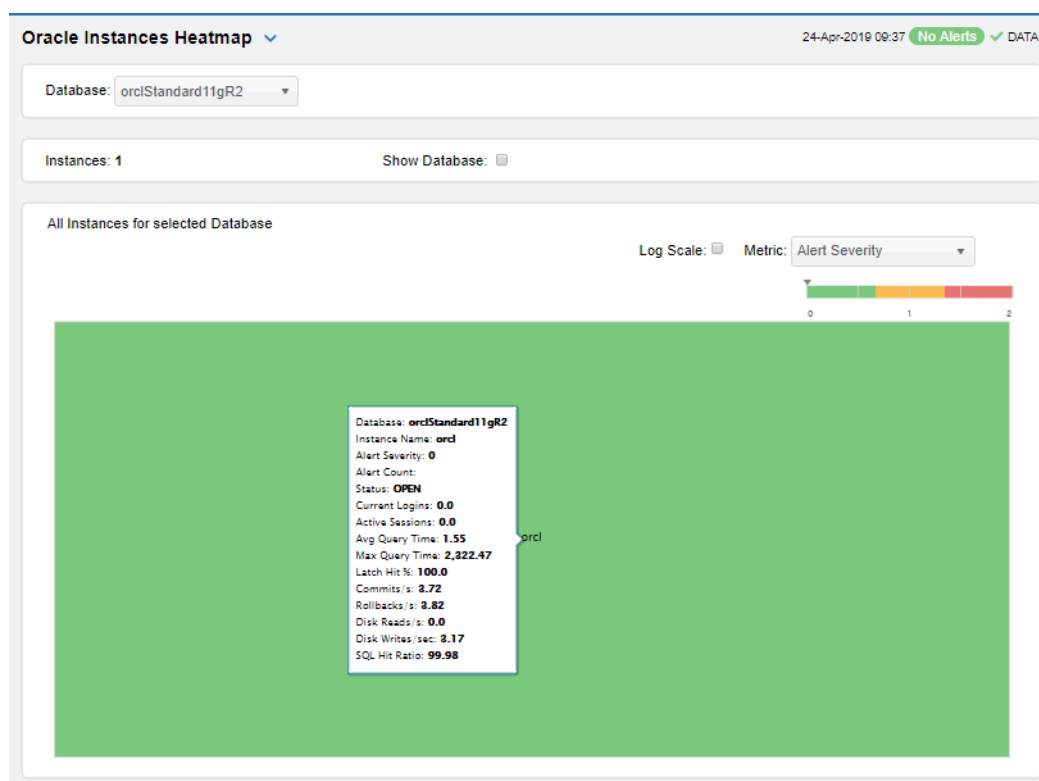 Oracle Instances Heatmap
24-Apr-2019 09:37 No Alerts DATA
Database: orclStandard11gR2
Instances: 1 Show Database:
All Instances for selected Database
Log Scale: Metric: Alert Severity
0 1 2
Database: orclStandard11gR2
Instance Name: orcl
Alert Severity: 0
Alert Count:
Status: OPEN
Current Logins: 0.0
Active Sessions: 0.0
Avg Query Time: 1.55
Max Query Time: 2,322.47
Latch Hit %: 100.0
Commits/s: 3.72
Rollbacks/s: 3.82
Disk Reads/s: 0.0
Disk Writes/sec: 3.17
SQL Hit Ratio: 99.98
orcl